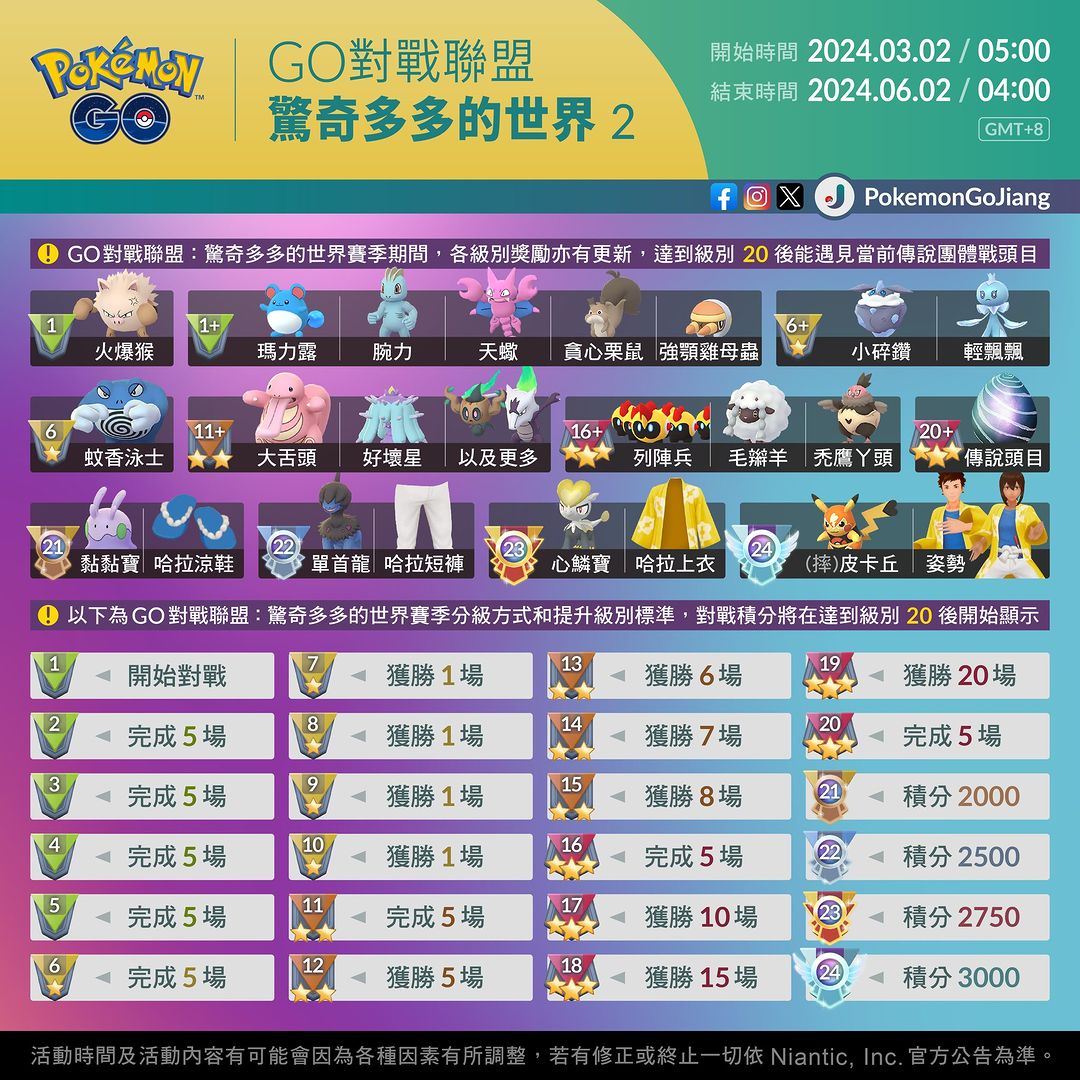 POKÉMON GO
TM
GO對戰聯盟
驚奇多多的世界 2
開始時間 2024.03.02 / 05:00
結束時間 2024.06.02 / 04:00
GMT+8
PokemonGoJiang
! GO對戰聯盟：驚奇多多的世界賽季期間，各級別獎勵亦有更新，達到級別 20 後能遇見當前傳說團體戰頭目
1 火爆猴
1+ 瑪力露 腕力 天蠍 貪心栗鼠 強顎雞母蟲
6+ 小碎鑽 輕飄飄
6 蚊香泳士
11+ 大舌頭 好壞星 以及更多
16+ 列陣兵 毛辮羊 禿鷹丫頭
20+ 傳說頭目
21 黏黏寶 哈拉涼鞋
22 單首龍 哈拉短褲
23 心鱗寶 哈拉上衣
24 (摔)皮卡丘 姿勢
! 以下為GO對戰聯盟：驚奇多多的世界賽季分級方式和提升級別標準，對戰積分將在達到級別 20 後開始顯示
1 ◄ 開始對戰
2 ◄ 完成 5 場
3 ◄ 完成 5 場
4 ◄ 完成 5 場
5 ◄ 完成 5 場
6 ◄ 完成 5 場
7 ◄ 獲勝 1 場
8 ◄ 獲勝 1 場
9 ◄ 獲勝 1 場
10 ◄ 獲勝 1 場
11 ◄ 完成 5 場
12 ◄ 獲勝 5 場
13 ◄ 獲勝 6 場
14 ◄ 獲勝 7 場
15 ◄ 獲勝 8 場
16 ◄ 完成 5 場
17 ◄ 獲勝 10 場
18 ◄ 獲勝 15 場
19 ◄ 獲勝 20 場
20 ◄ 完成 5 場
21 ◄ 積分 2000
22 ◄ 積分 2500
23 ◄ 積分 2750
24 ◄ 積分 3000
活動時間及活動內容有可能會因為各種因素有所調整，若有修正或終止一切依 Niantic, Inc. 官方公告為準。